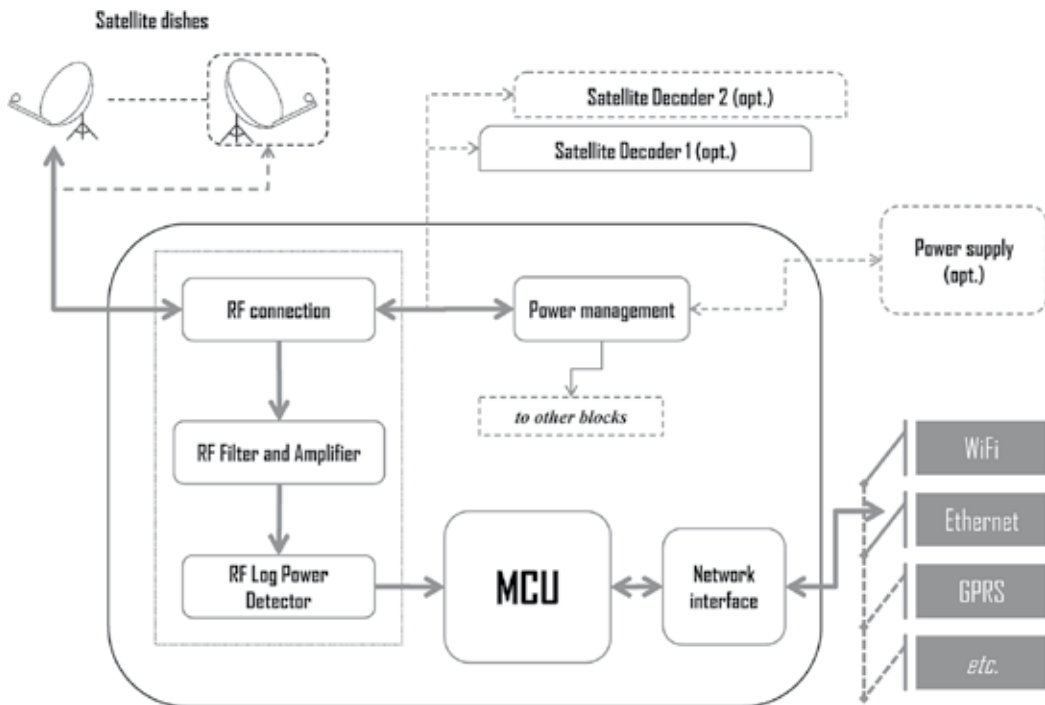 Satellite dishes
Satellite Decoder 2 (opt.)
Satellite Decoder 1 (opt.)
Power supply
(opt.)
RF connection
Power management
to other blocks
RF Filter and Amplifier
WiFi
Ethernet
RF Log Power
Detector
MCU
Network
interface
GPRS
etc.